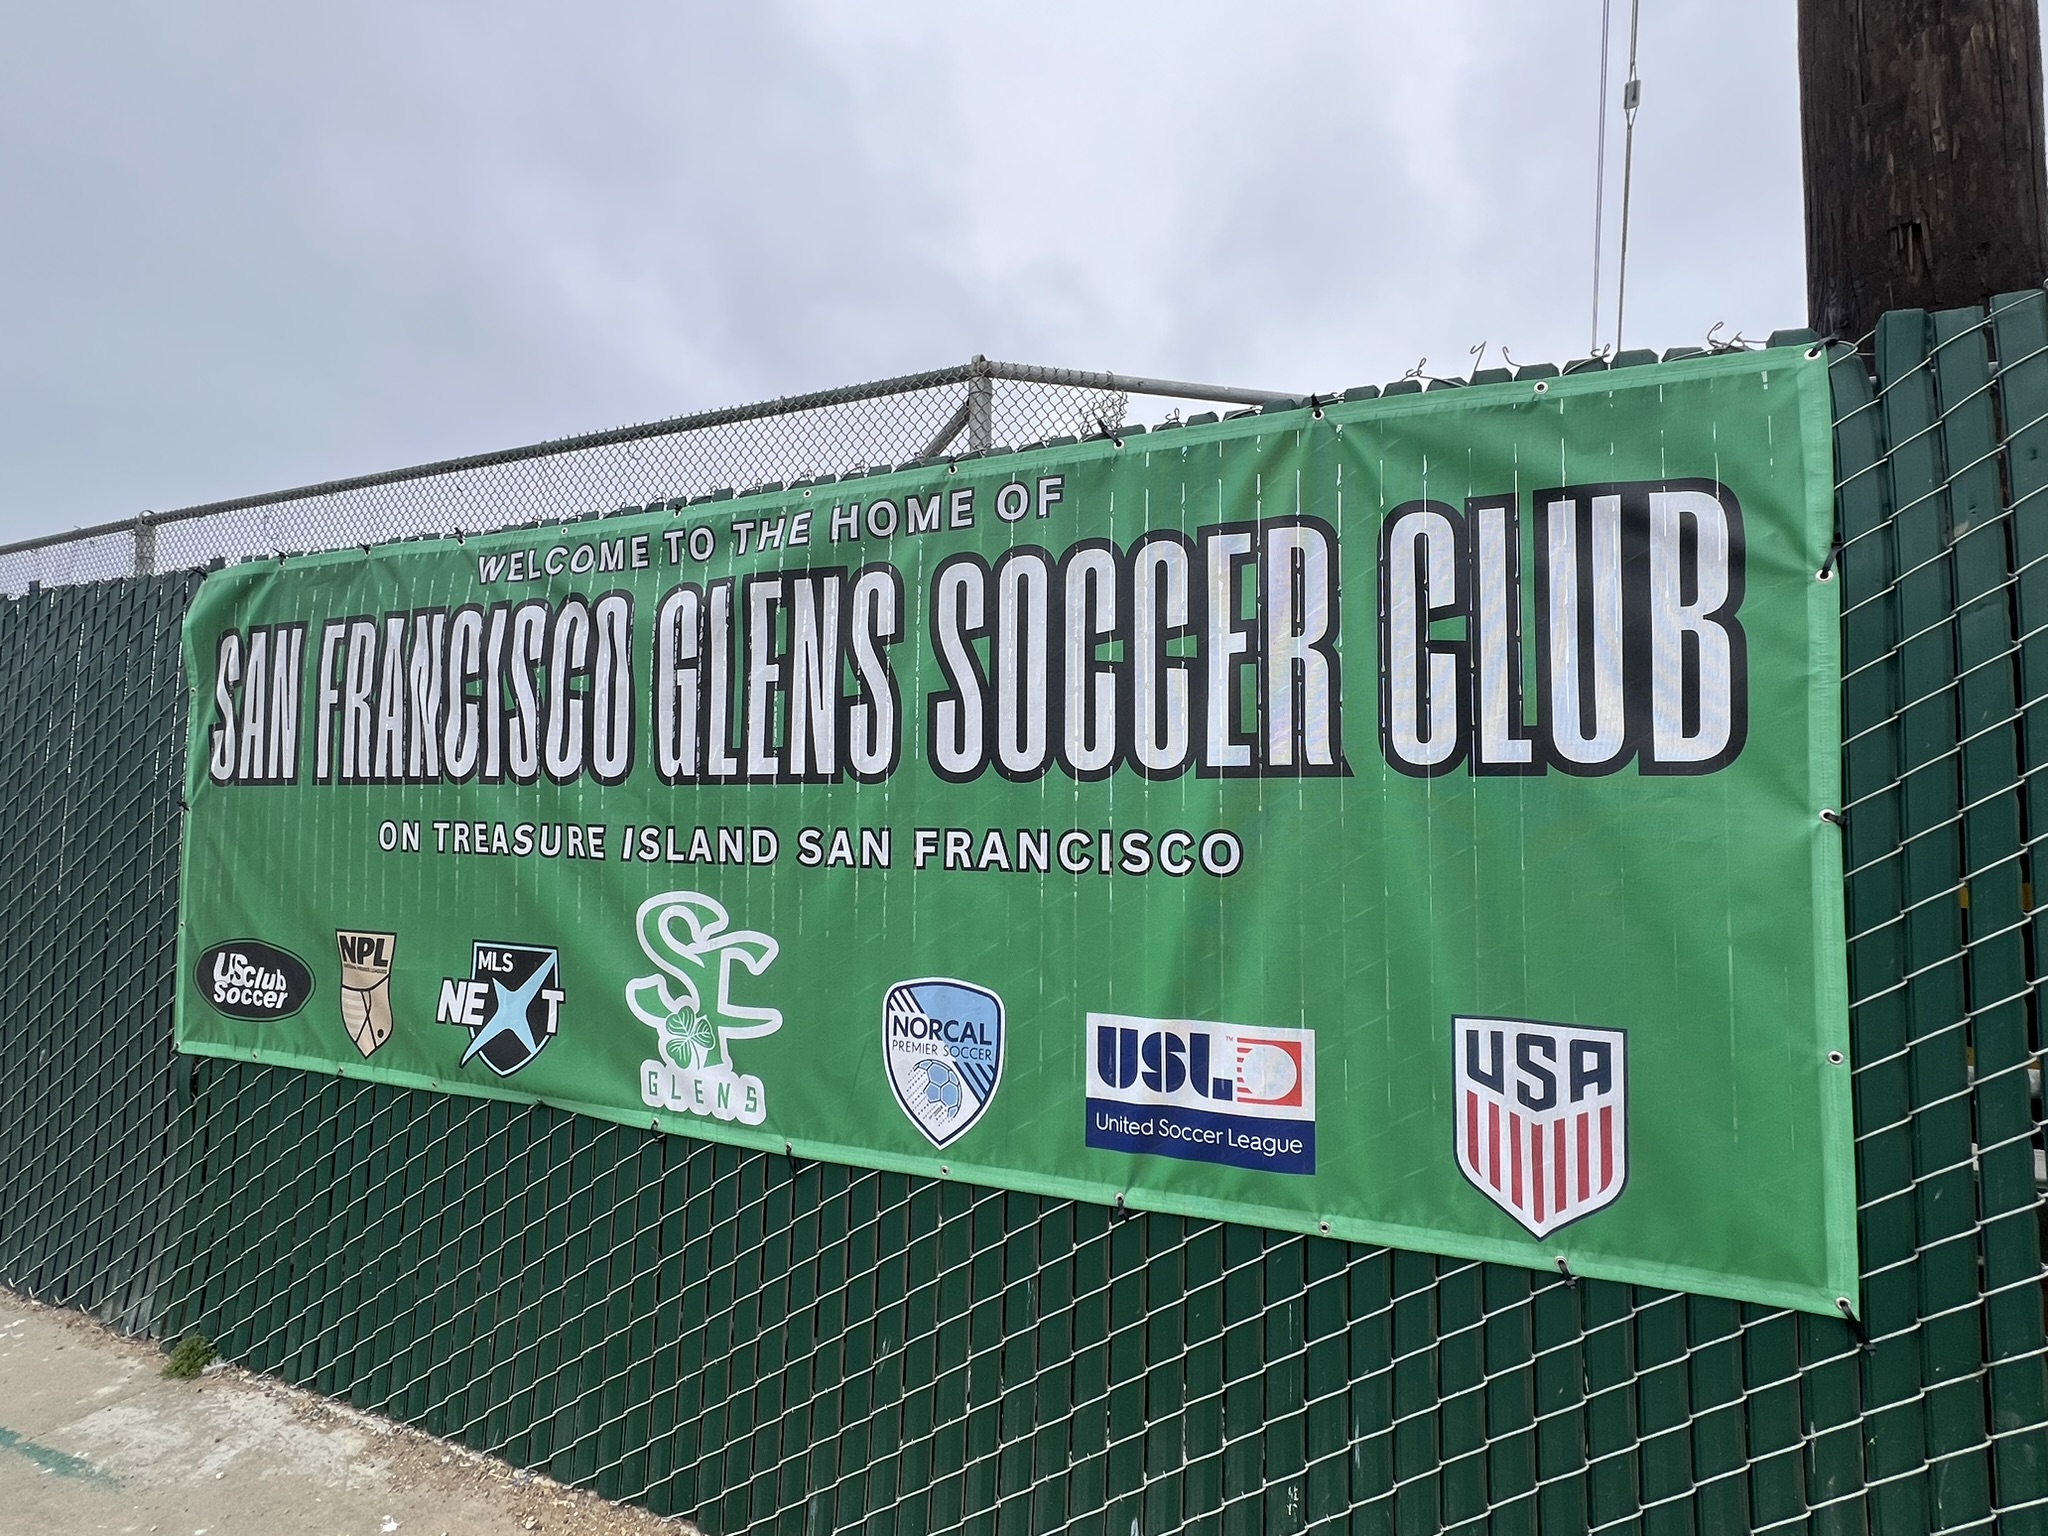 WELCOME TO THE HOME OF
SAN FRANCISCO GLENS SOCCER CLUB
ON TREASURE ISLAND SAN FRANCISCO
US Club
Soccer
NPL
MLS
NEXT
SF
GLENS
NORCAL
PREMIER SOCCER
USL™
United Soccer League
USA